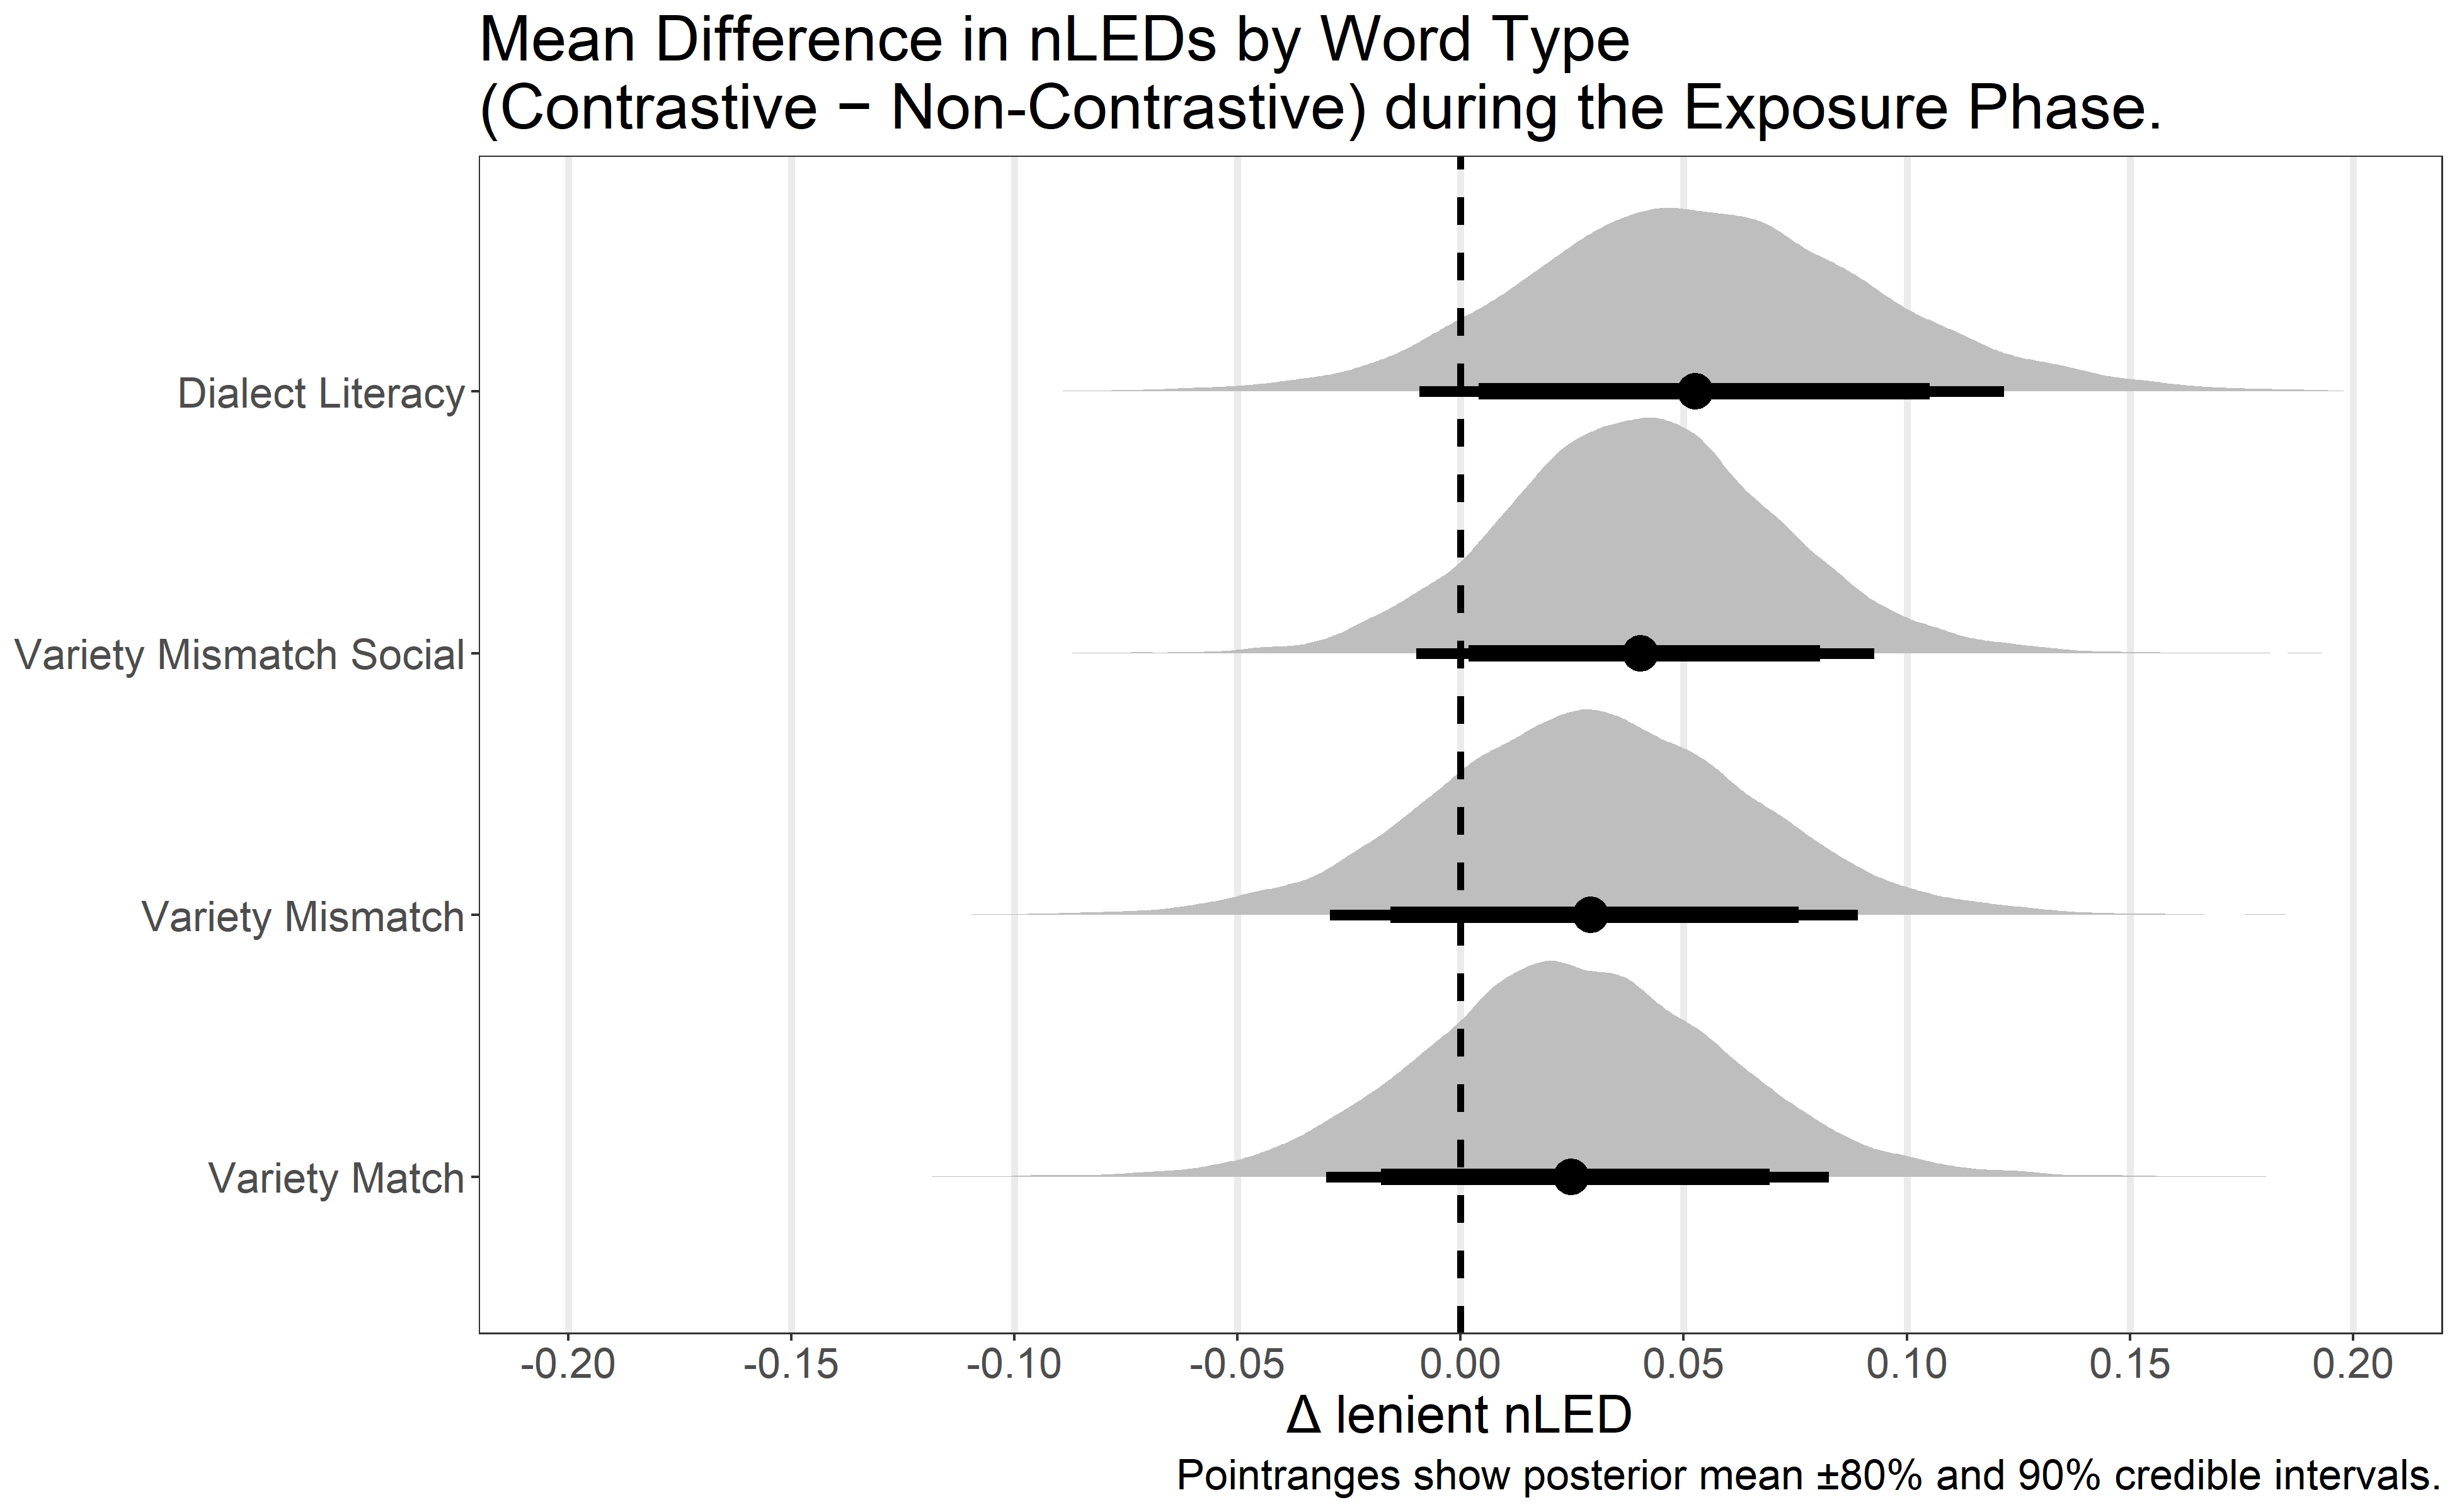 Mean Difference in nLEDs by Word Type
(Contrastive − Non-Contrastive) during the Exposure Phase.
Dialect Literacy
Variety Mismatch Social
Variety Mismatch
Variety Match
-0.20 -0.15 -0.10 -0.05 0.00 0.05 0.10 0.15 0.20
Δ lenient nLED
Pointranges show posterior mean ±80% and 90% credible intervals.